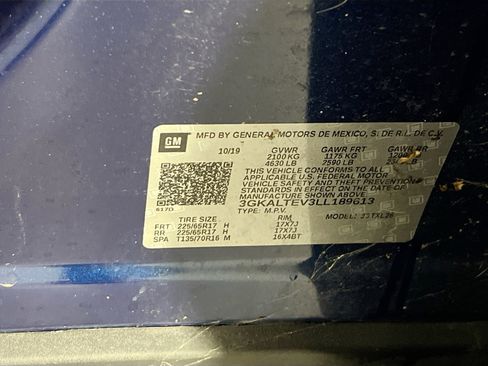 GM
MFD BY GENERAL MOTORS DE MEXICO, S. DE R.L. DE C.V.
10/19 GVWR GAWR FRT GAWR RR
2100 KG 1175 KG
4630 LB 2590 LB LB
THIS VEHICLE CONFORMS TO ALL
APPLICABLE U.S. FEDERAL MOTOR
VEHICLE SAFETY AND THEFT PREVENTION
STANDARDS IN EFFECT ON THE DATE OF
MANUFACTURE SHOWN ABOVE.
3GKALTEV3LL189613
TYPE: M.P.V. MODEL:
TIRE SIZE RIM
FRT 225/65R17 H 17X7J
RR 225/65R17 H 17X7J
SPA T135/70R16 M 16X4BT